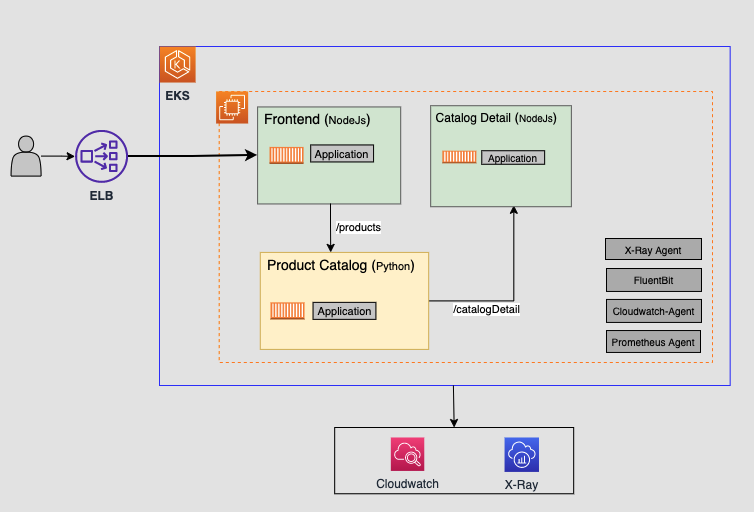 EKS
ELB
Frontend (NodeJs)
Application
Catalog Detail (NodeJs)
Application
/products
Product Catalog (Python)
Application
/catalogDetail
X-Ray Agent
FluentBit
Cloudwatch-Agent
Prometheus Agent
Cloudwatch
X-Ray